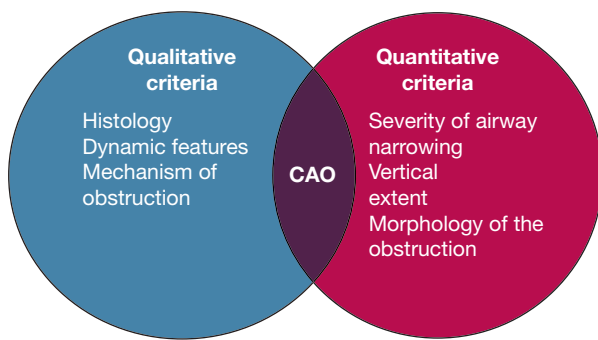 Qualitative
criteria
Histology
Dynamic features
Mechanism of
obstruction
CAO
Quantitative
criteria
Severity of airway
narrowing
Vertical
extent
Morphology of the
obstruction